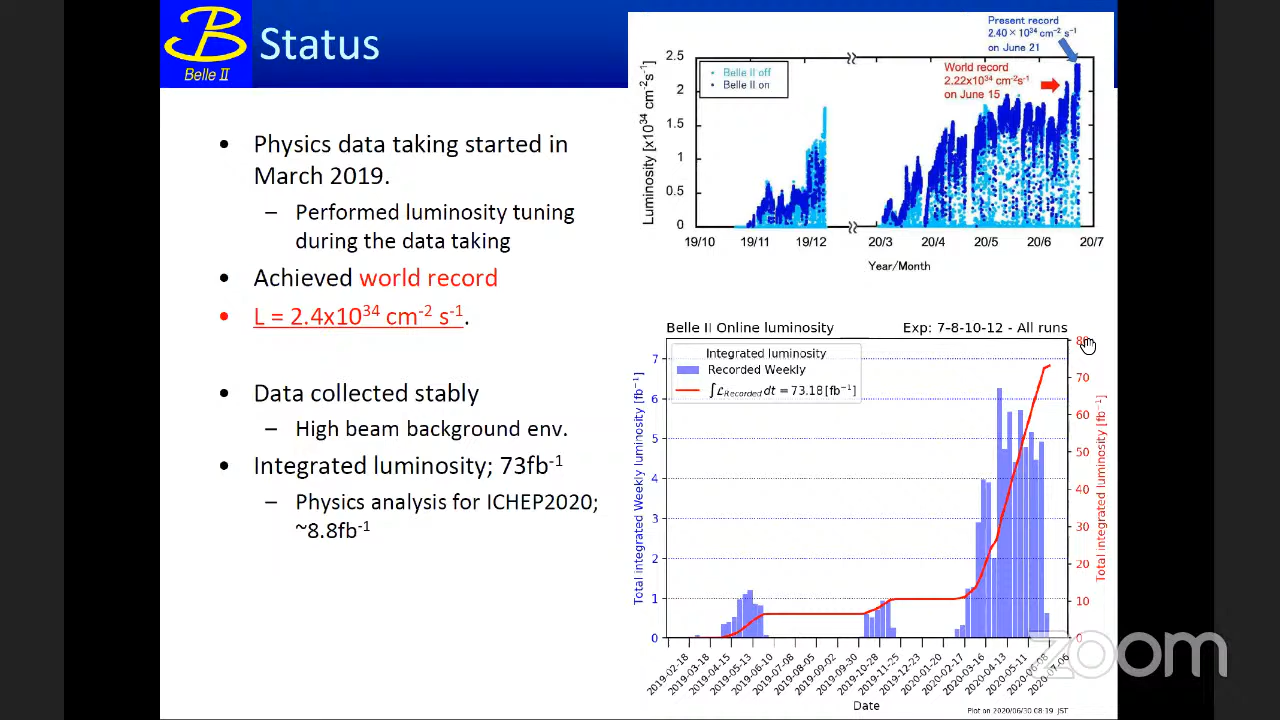 B
Belle II
Status
• Physics data taking started in
March 2019.
– Performed luminosity tuning
during the data taking
• Achieved world record
• L = 2.4x10³⁴ cm⁻² s⁻¹.
• Data collected stably
– High beam background env.
• Integrated luminosity; 73fb⁻¹
– Physics analysis for ICHEP2020;
~8.8fb⁻¹
Present record
2.40 × 10³⁴ cm⁻² s⁻¹
on June 21
World record
2.22x10³⁴ cm⁻²s⁻¹
on June 15
Belle II off
Belle II on
Luminosity [x10³⁴ cm⁻²s⁻¹]
2.5
2
1.5
1
0.5
0
19/10 19/11 19/12 20/3 20/4 20/5 20/6 20/7
Year/Month
Belle II Online luminosity Exp: 7-8-10-12 - All runs
Integrated luminosity
Recorded Weekly
∫ℒRecorded dt = 73.18 [fb⁻¹]
Total integrated Weekly luminosity [fb⁻¹]
7
6
5
4
3
2
1
0
80
70
60
50
40
30
20
10
0
Total integrated luminosity [fb⁻¹]
2019-02-18
2019-03-18
2019-04-15
2019-05-13
2019-06-10
2019-07-08
2019-08-05
2019-09-02
2019-09-30
2019-10-28
2019-11-25
2019-12-23
2020-01-20
2020-02-17
2020-03-16
2020-04-13
2020-05-11
2020-06-08
2020-07-06
Date
Plot on 2020/06/30 08:19 JST
zoom